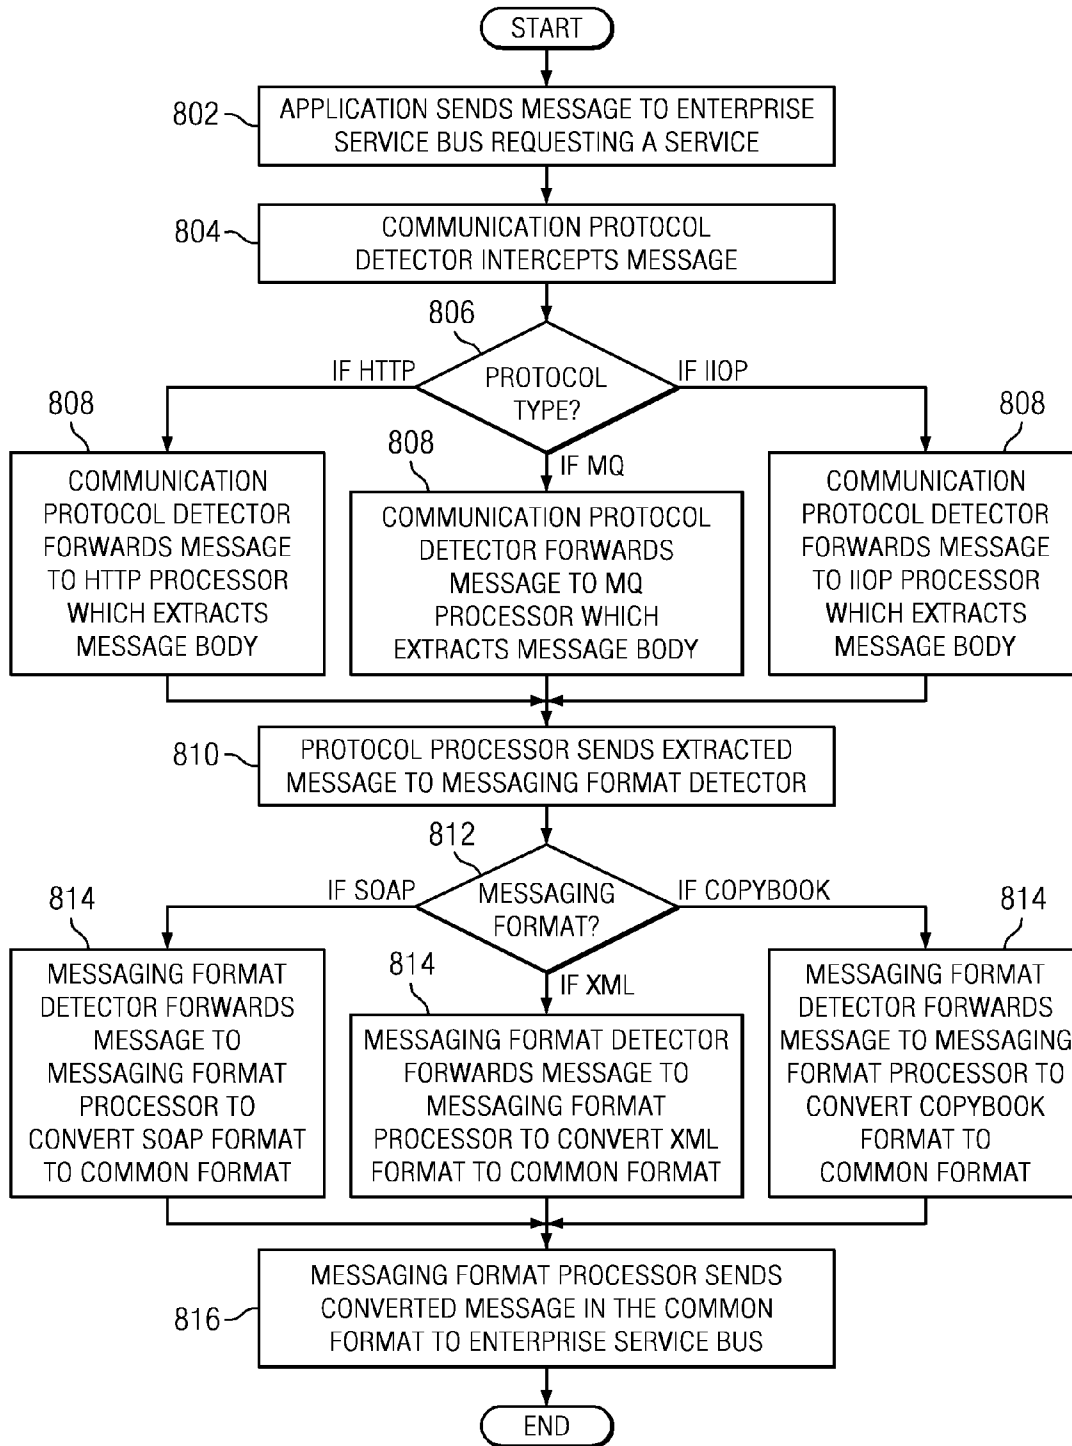 START
802
APPLICATION SENDS MESSAGE TO ENTERPRISE
SERVICE BUS REQUESTING A SERVICE
804
COMMUNICATION PROTOCOL
DETECTOR INTERCEPTS MESSAGE
806
PROTOCOL
TYPE?
IF HTTP
IF MQ
IF IIOP
808
COMMUNICATION
PROTOCOL DETECTOR
FORWARDS MESSAGE
TO HTTP PROCESSOR
WHICH EXTRACTS
MESSAGE BODY
808
COMMUNICATION PROTOCOL
DETECTOR FORWARDS
MESSAGE TO MQ
PROCESSOR WHICH
EXTRACTS MESSAGE BODY
808
COMMUNICATION
PROTOCOL DETECTOR
FORWARDS MESSAGE
TO IIOP PROCESSOR
WHICH EXTRACTS
MESSAGE BODY
810
PROTOCOL PROCESSOR SENDS EXTRACTED
MESSAGE TO MESSAGING FORMAT DETECTOR
812
MESSAGING
FORMAT?
IF SOAP
IF XML
IF COPYBOOK
814
MESSAGING FORMAT
DETECTOR FORWARDS
MESSAGE TO
MESSAGING FORMAT
PROCESSOR TO
CONVERT SOAP FORMAT
TO COMMON FORMAT
814
MESSAGING FORMAT DETECTOR
FORWARDS MESSAGE TO
MESSAGING FORMAT
PROCESSOR TO CONVERT XML
FORMAT TO COMMON FORMAT
814
MESSAGING FORMAT
DETECTOR FORWARDS
MESSAGE TO MESSAGING
FORMAT PROCESSOR TO
CONVERT COPYBOOK
FORMAT TO
COMMON FORMAT
816
MESSAGING FORMAT PROCESSOR SENDS
CONVERTED MESSAGE IN THE COMMON
FORMAT TO ENTERPRISE SERVICE BUS
END